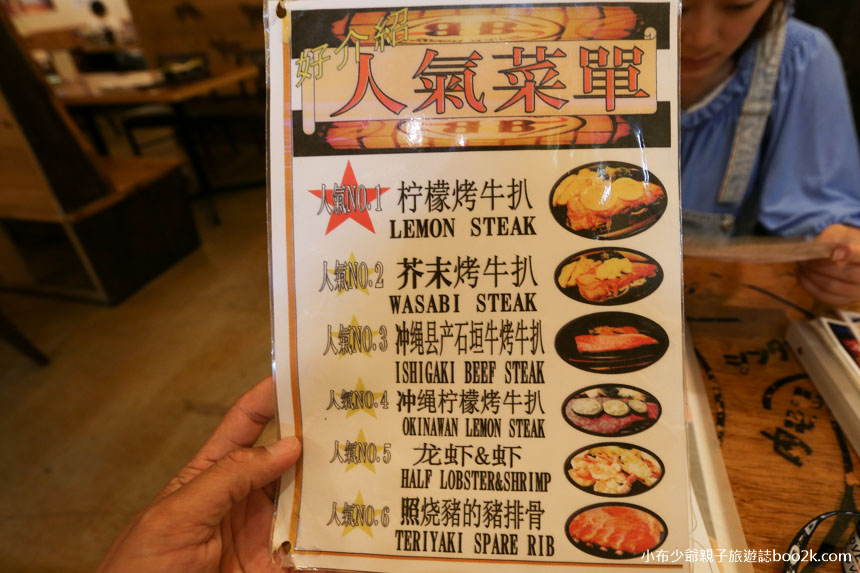 好介紹
人氣菜單
人氣NO.1 柠檬烤牛扒
LEMON STEAK
人氣NO.2 芥末烤牛扒
WASABI STEAK
人氣NO.3 冲绳县产石垣牛烤牛扒
ISHIGAKI BEEF STEAK
人氣NO.4 冲绳柠檬烤牛扒
OKINAWAN LEMON STEAK
人氣NO.5 龙虾&虾
HALF LOBSTER&SHRIMP
人氣NO.6 照烧豬的豬排骨
TERIYAKI SPARE RIB
小布少爺親子旅遊誌boo2k.com